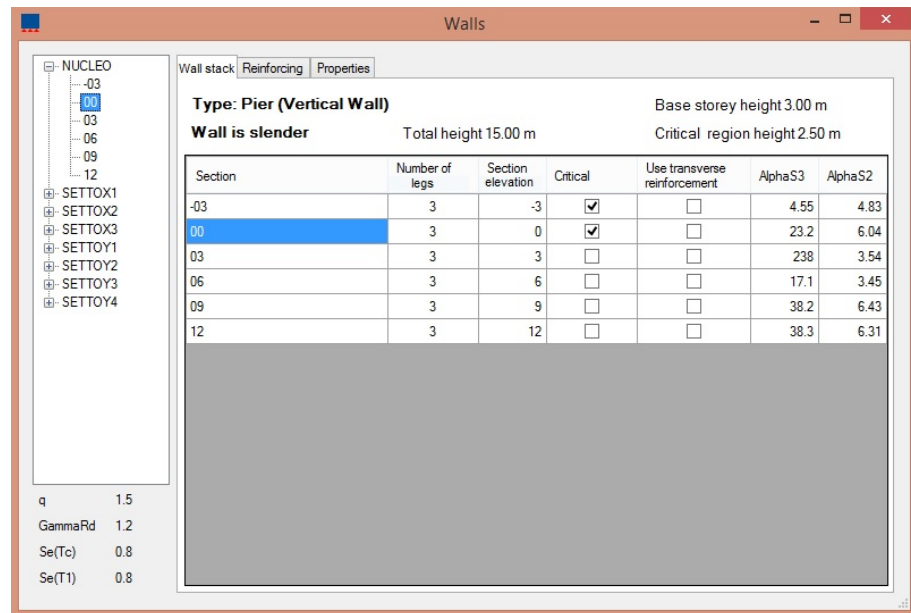 Walls
NUCLEO
-03
00
03
06
09
12
SETTOX1
SETTOX2
SETTOX3
SETTOY1
SETTOY2
SETTOY3
SETTOY4
q 1.5
GammaRd 1.2
Se(Tc) 0.8
Se(T1) 0.8
Wall stack Reinforcing Properties
Type: Pier (Vertical Wall) Base storey height 3.00 m
Wall is slender Total height 15.00 m Critical region height 2.50 m
Section Number of legs Section elevation Critical Use transverse reinforcement AlphaS3 AlphaS2
-03 3 -3 4.55 4.83
00 3 0 23.2 6.04
03 3 3 238 3.54
06 3 6 17.1 3.45
09 3 9 38.2 6.43
12 3 12 38.3 6.31